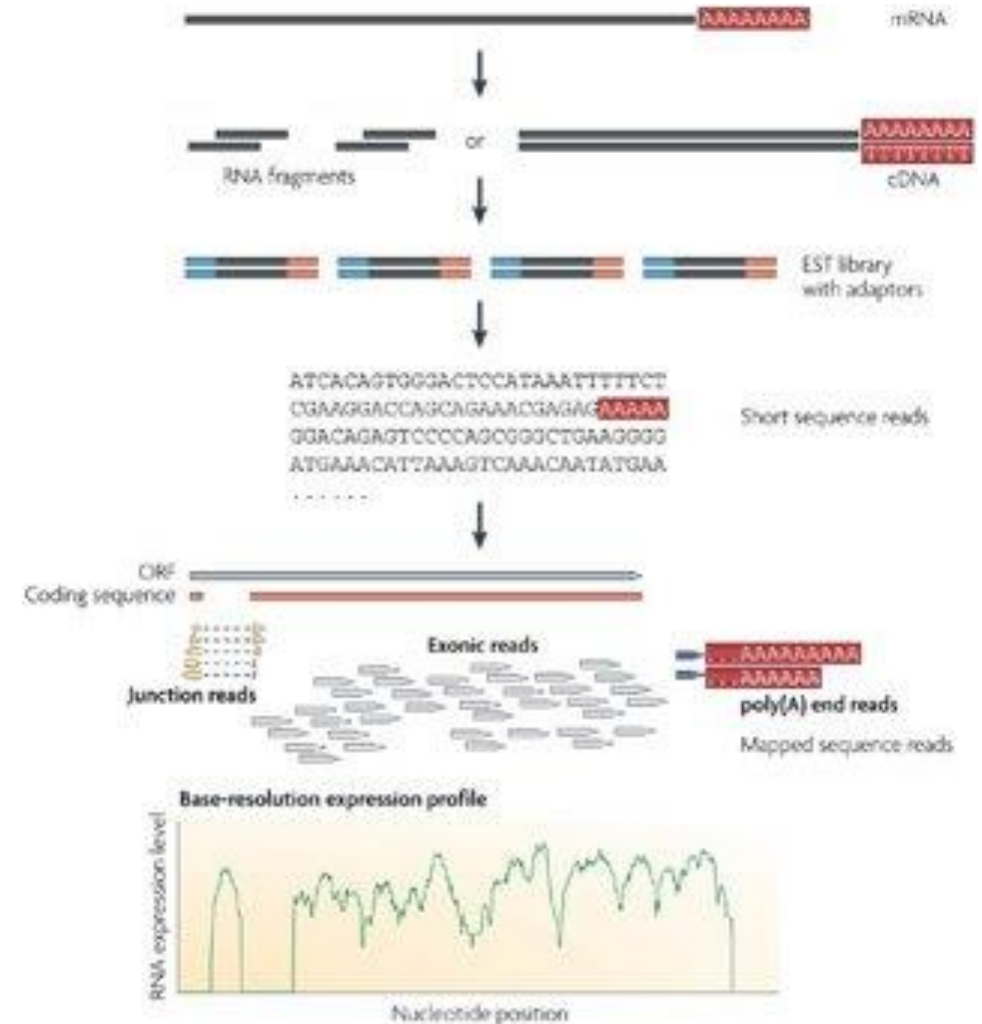 AAAAAAAA mRNA
or
AAAAAAAA
TTTTTTTT
RNA fragments
cDNA
EST library
with adaptors
ATCACAGTGGGACTCCATAAATTTTTCT
CGAAGGACCAGCAGAAACGAGAGAAAAA
Short sequence reads
GGACAGAGTCCCCAGCGGGCTGAAGGGG
ATGAAACATTAAAGTCAAACAATATGAA
. . . . . .
ORF
Coding sequence
Exonic reads
. . . AAAAAAAAA
. . . AAAAAA
Junction reads
poly(A) end reads
Mapped sequence reads
Base-resolution expression profile
RNA expression level
Nucleotide position